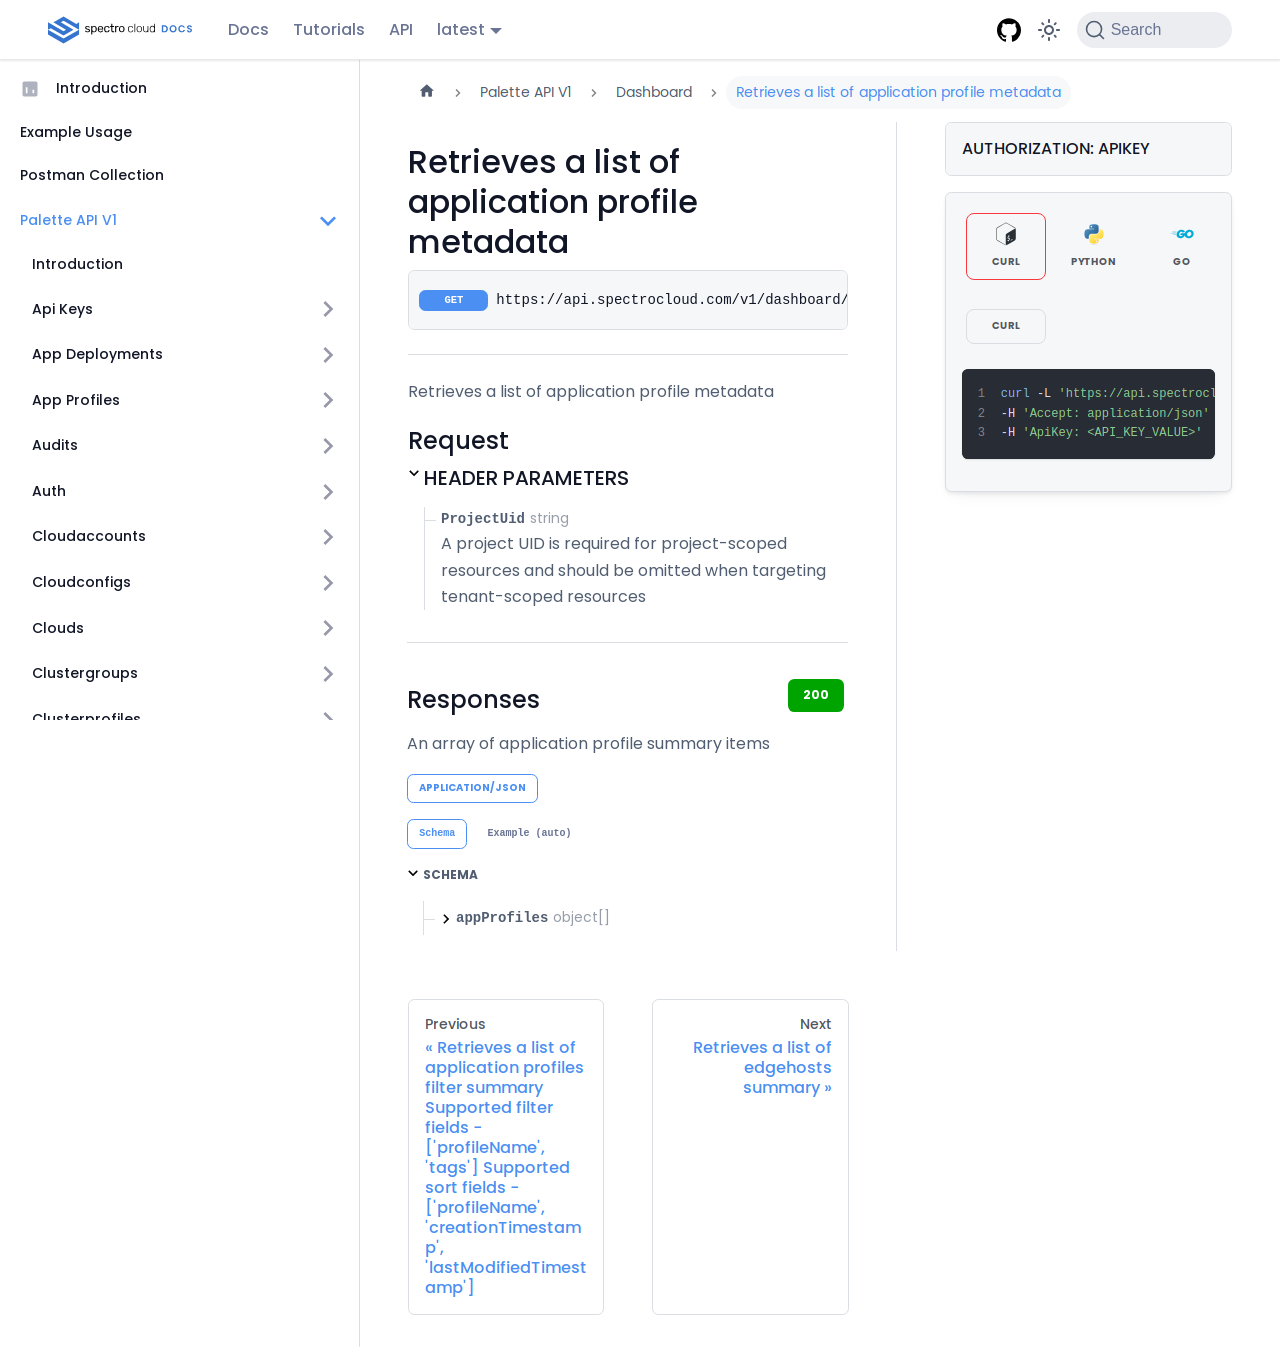 spectro cloud DOCS
Docs
Tutorials
API
latest
Search
Introduction
Example Usage
Postman Collection
Palette API V1
Introduction
Api Keys
App Deployments
App Profiles
Audits
Auth
Cloudaccounts
Cloudconfigs
Clouds
Clustergroups
Clusterprofiles
Palette API V1
Dashboard
Retrieves a list of application profile metadata
Retrieves a list of
application profile
metadata
GET https://api.spectrocloud.com/v1/dashboard/
Retrieves a list of application profile metadata
Request
HEADER PARAMETERS
ProjectUid string
A project UID is required for project-scoped
resources and should be omitted when targeting
tenant-scoped resources
Responses
200
An array of application profile summary items
APPLICATION/JSON
Schema
Example (auto)
SCHEMA
appProfiles object[]
AUTHORIZATION: APIKEY
CURL
PYTHON
GO
CURL
1 curl -L 'https://api.spectrocl
2 -H 'Accept: application/json'
3 -H 'ApiKey: <API_KEY_VALUE>'
Previous
« Retrieves a list of
application profiles
filter summary
Supported filter
fields -
['profileName',
'tags'] Supported
sort fields -
['profileName',
'creationTimestam
p',
'lastModifiedTimest
amp']
Next
Retrieves a list of
edgehosts
summary »